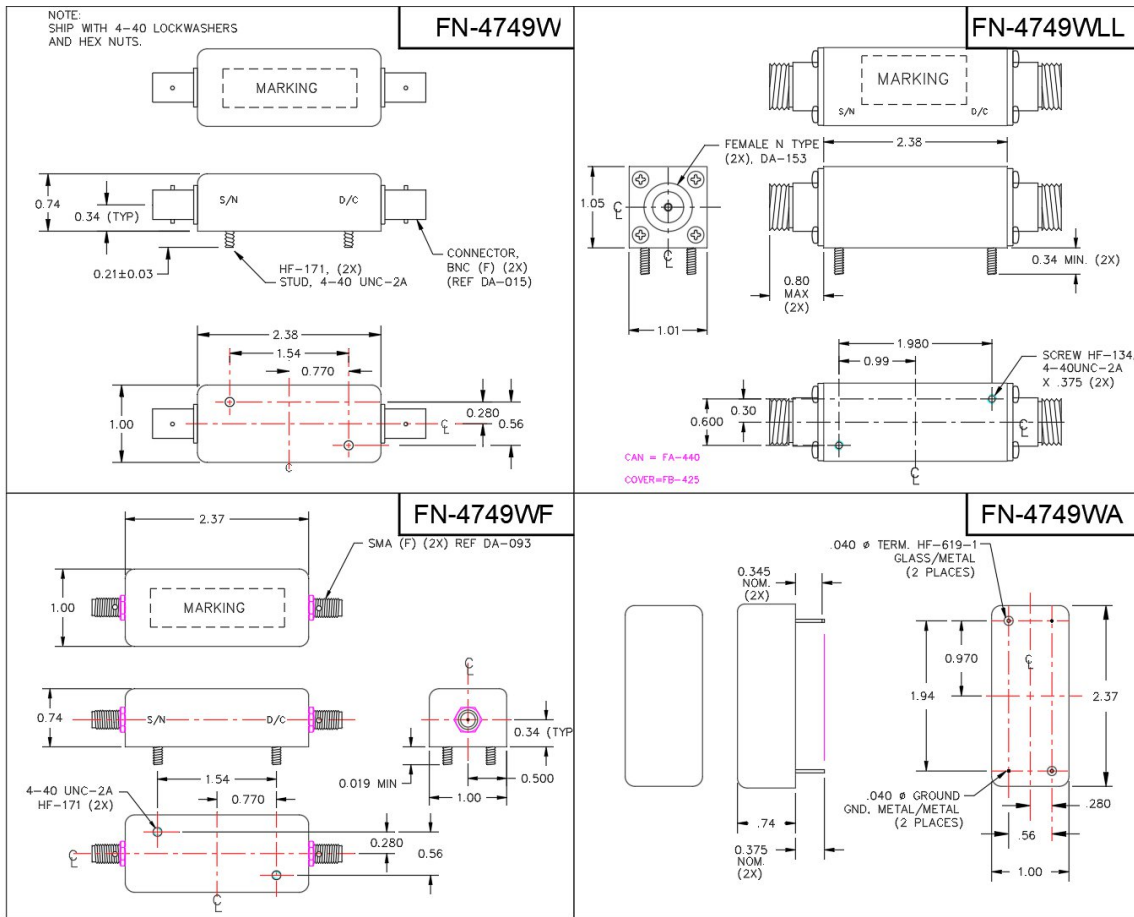 NOTE:
SHIP WITH 4-40 LOCKWASHERS
AND HEX NUTS.
FN-4749W
MARKING
0.74
0.34 (TYP)
S/N
D/C
0.21±0.03
HF-171, (2X)
STUD, 4-40 UNC-2A
CONNECTOR,
BNC (F) (2X)
(REF DA-015)
2.38
1.54
0.770
1.00
0.280
0.56
C
L
C
FN-4749WLL
MARKING
S/N
D/C
FEMALE N TYPE
(2X), DA-153
2.38
1.05
C
L
C
L
1.01
0.80
MAX
(2X)
0.34 MIN. (2X)
1.980
0.99
SCREW HF-134
4-40UNC-2A
X .375 (2X)
0.600
0.30
C
L
C
L
CAN = FA-440
COVER=FB-425
FN-4749WF
2.37
SMA (F) (2X) REF DA-093
1.00
MARKING
C
L
0.74
S/N
D/C
0.34 (TYP
0.019 MIN
0.500
1.00
1.54
0.770
4-40 UNC-2A
HF-171 (2X)
0.280
0.56
C
L
C
L
FN-4749WA
.040 ø TERM. HF-619-1
GLASS/METAL
(2 PLACES)
0.345
NOM.
(2X)
0.970
C
L
1.94
2.37
.040 ø GROUND
GND, METAL/METAL
(2 PLACES)
.280
.74
.56
0.375
NOM.
(2X)
1.00